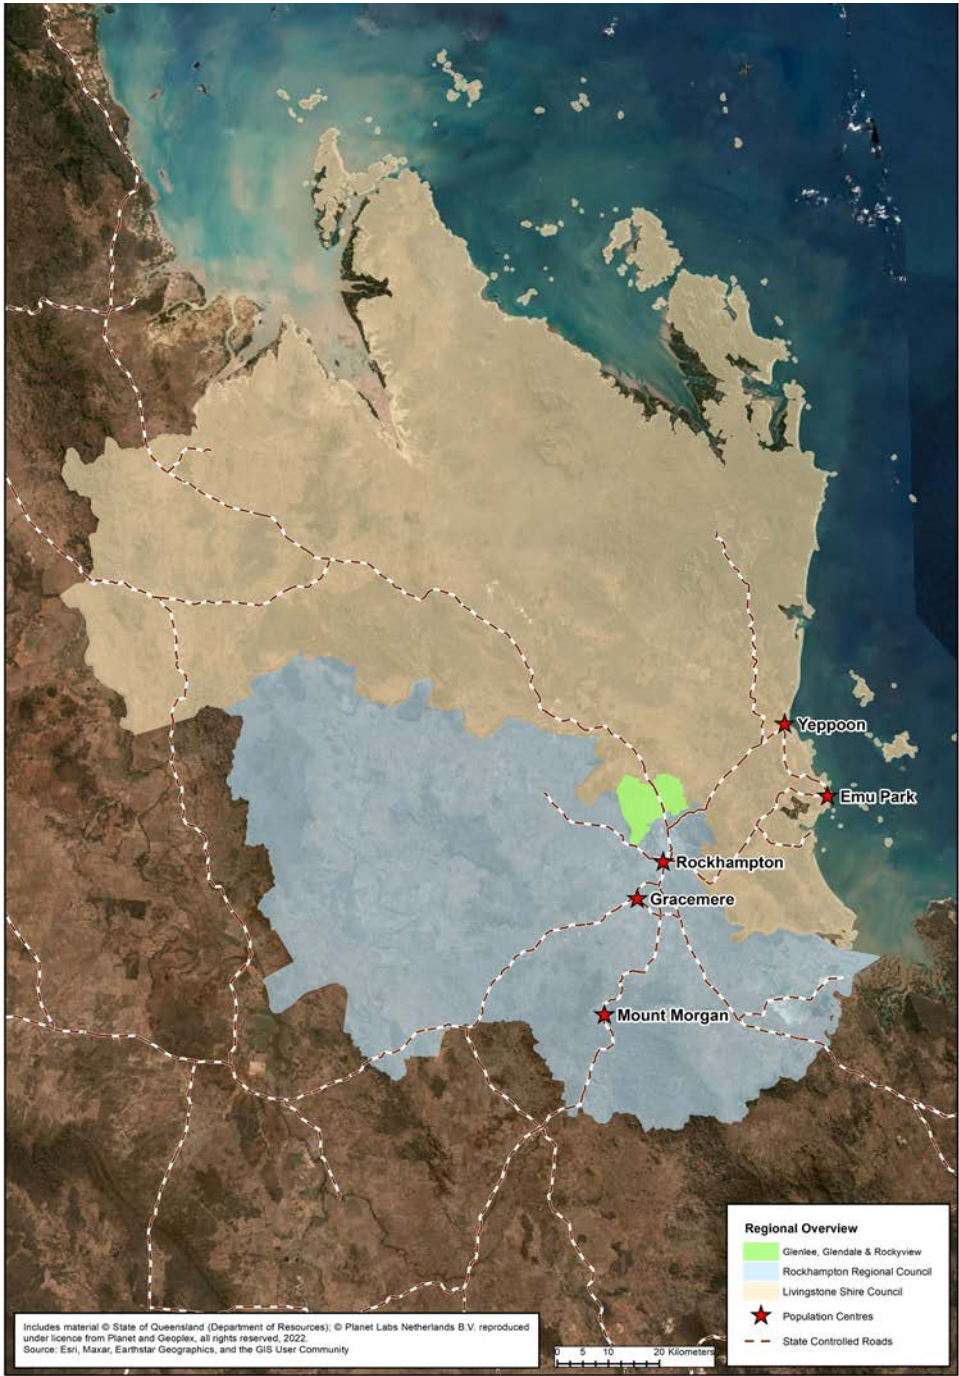 Yeppoon
Emu Park
Rockhampton
Gracemere
Mount Morgan
Regional Overview
Glenlee, Glendale & Rockyview
Rockhampton Regional Council
Livingstone Shire Council
Population Centres
State Controlled Roads
Includes material © State of Queensland (Department of Resources); © Planet Labs Netherlands B.V. reproduced
under licence from Planet and Geoplex, all rights reserved, 2022.
Source: Esri, Maxar, Earthstar Geographics, and the GIS User Community
0 5 10 20 Kilometers